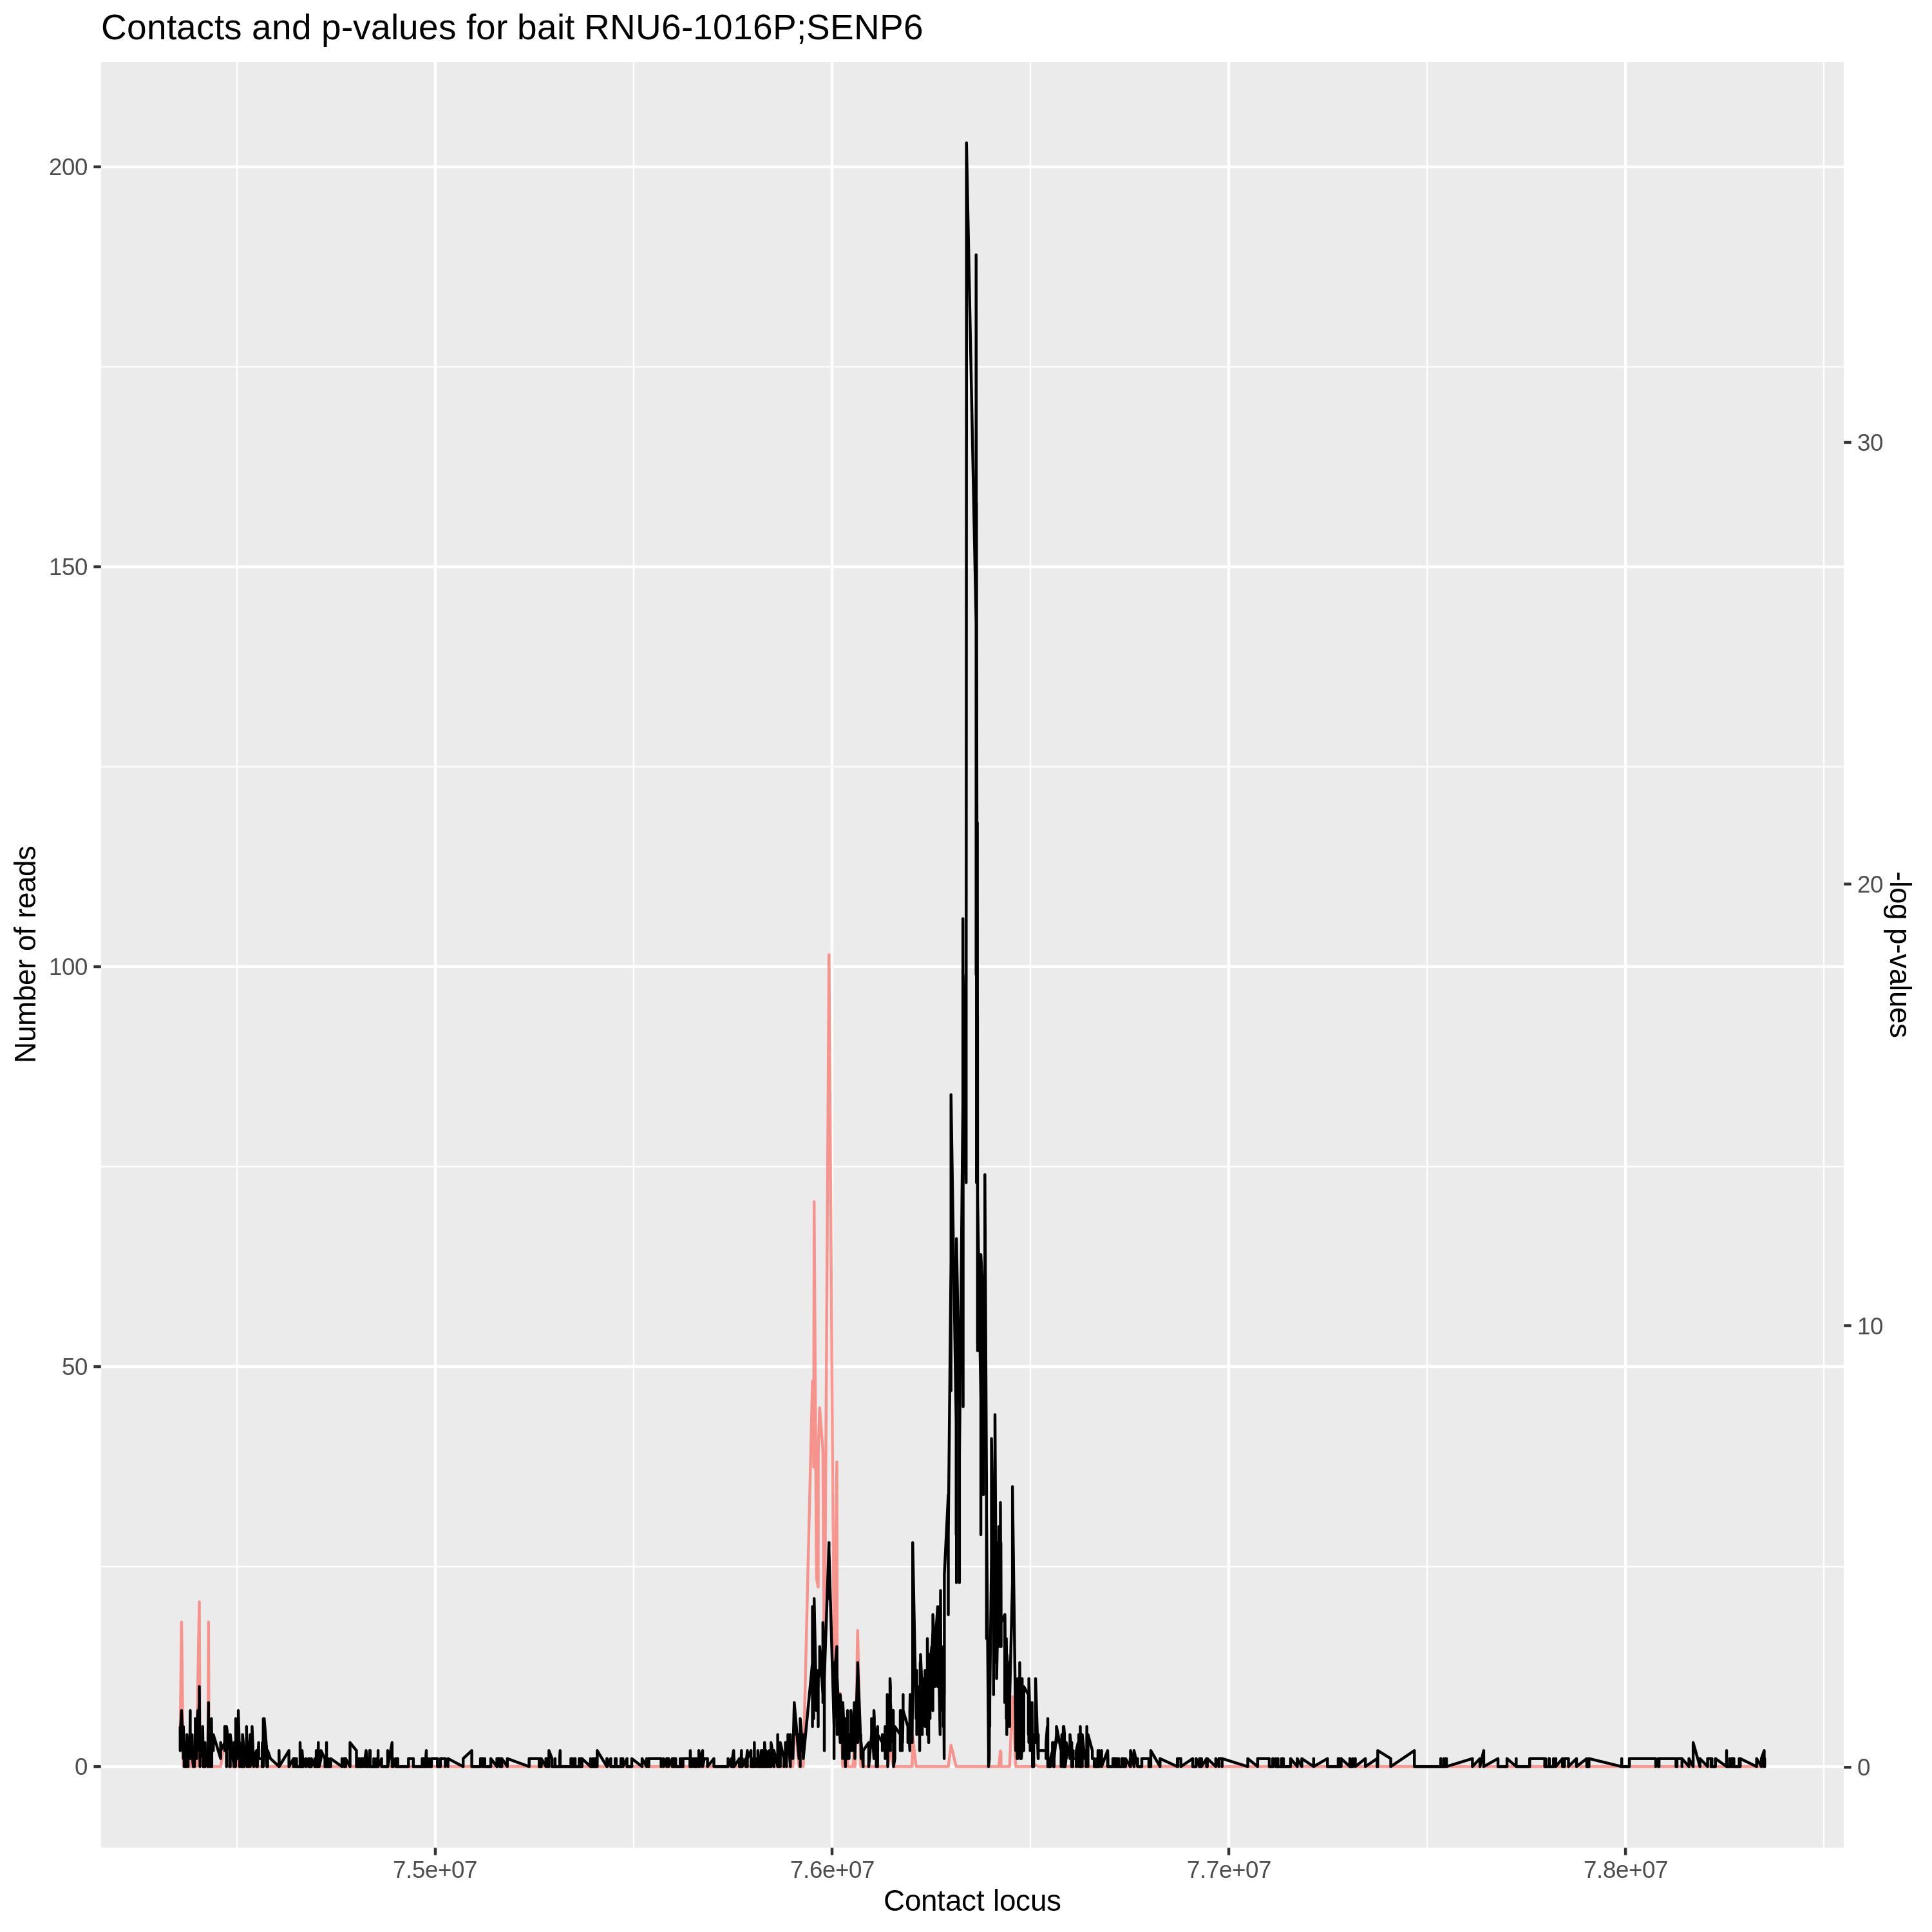 Contacts and p-values for bait RNU6-1016P;SENP6
200
150
100
50
0
Number of reads
30
20
10
0
-log p-values
7.5e+07
7.6e+07
7.7e+07
7.8e+07
Contact locus